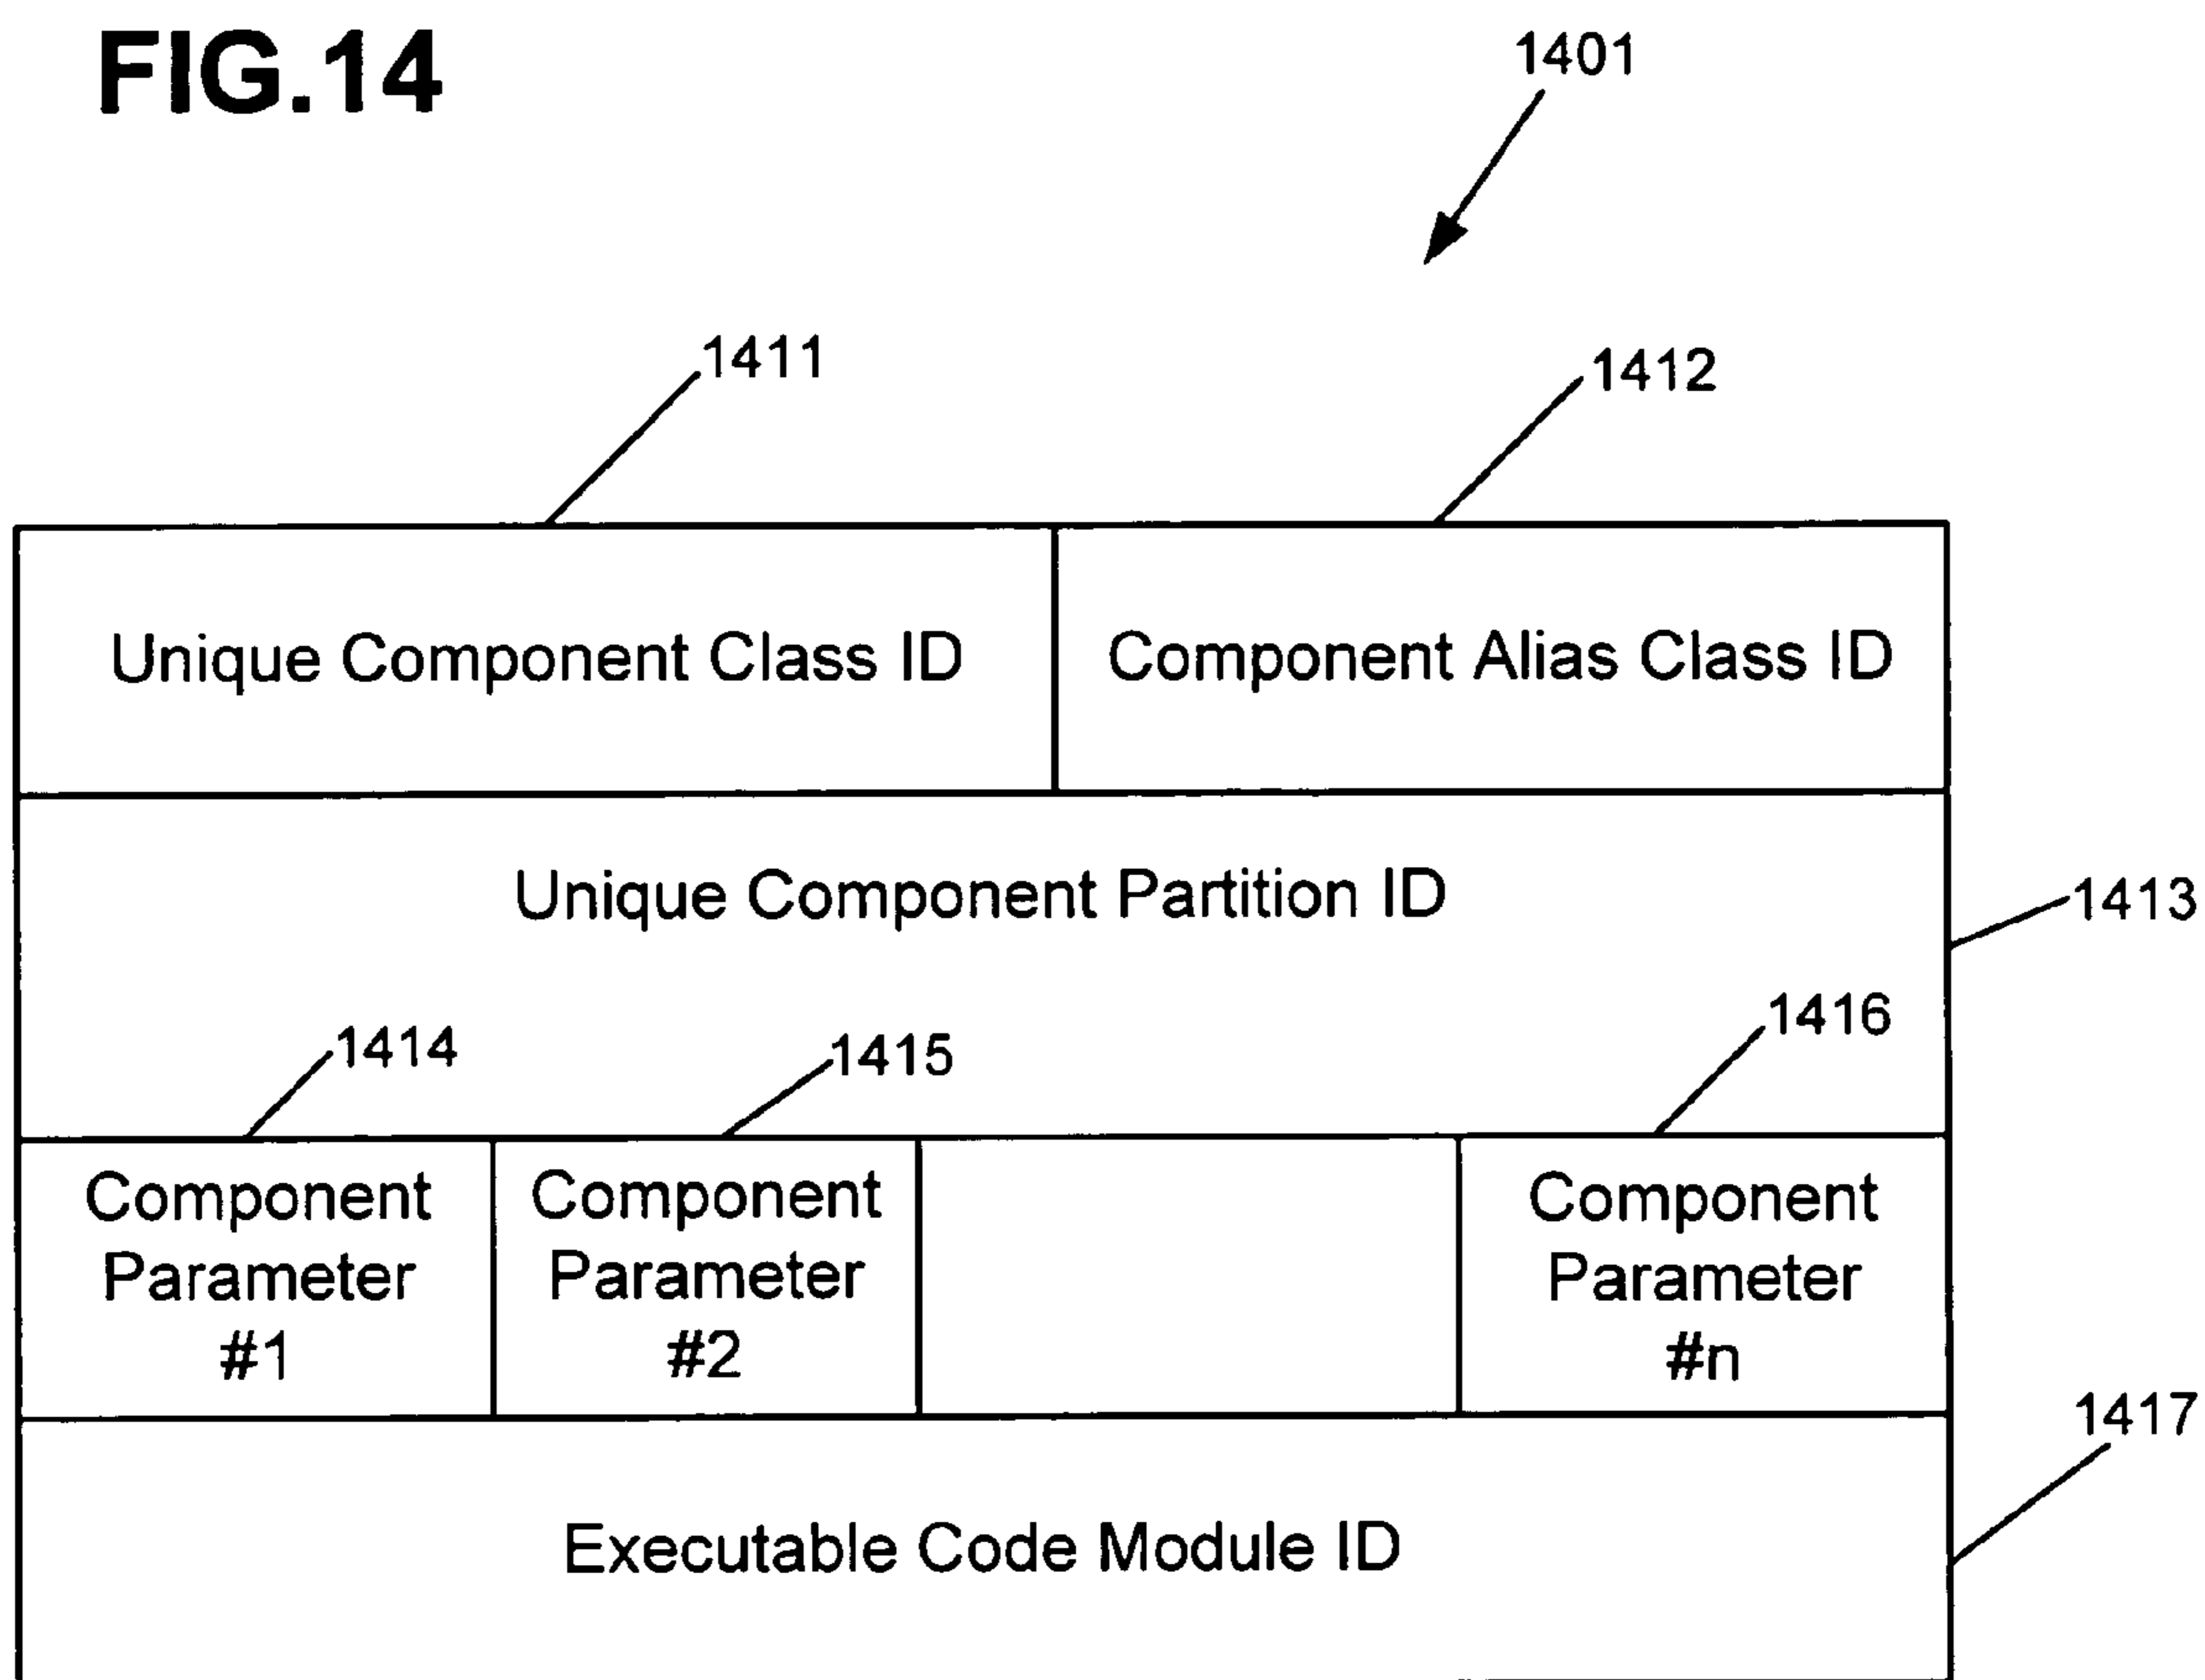 FIG.14
1401
1411
1412
Unique Component Class ID
Component Alias Class ID
Unique Component Partition ID
1413
1414
1415
1416
Component
Parameter
#1
Component
Parameter
#2
Component
Parameter
#n
1417
Executable Code Module ID